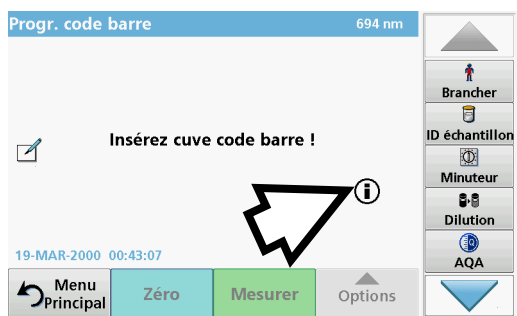 Progr. code barre 694 nm
Insérez cuve code barre !
19-MAR-2000 00:43:07
Menu
Principal
Zéro
Mesurer
Options
Brancher
ID échantillon
Minuteur
Dilution
AQA